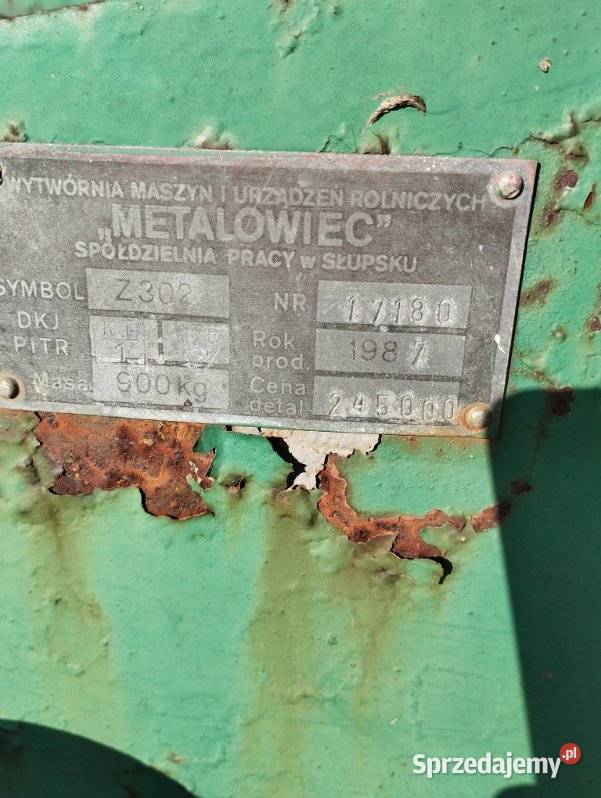 WYTWÓRNIA MASZYN I URZĄDZEŃ ROLNICZYCH
„METALOWIEC”
SPÓŁDZIELNIA PRACY w SŁUPSKU
SYMBOL Z302 NR 17180
DKJ
PITR Rok prod. 1987
Masa 900kg Cena detal. 245000
Sprzedajemy.pl